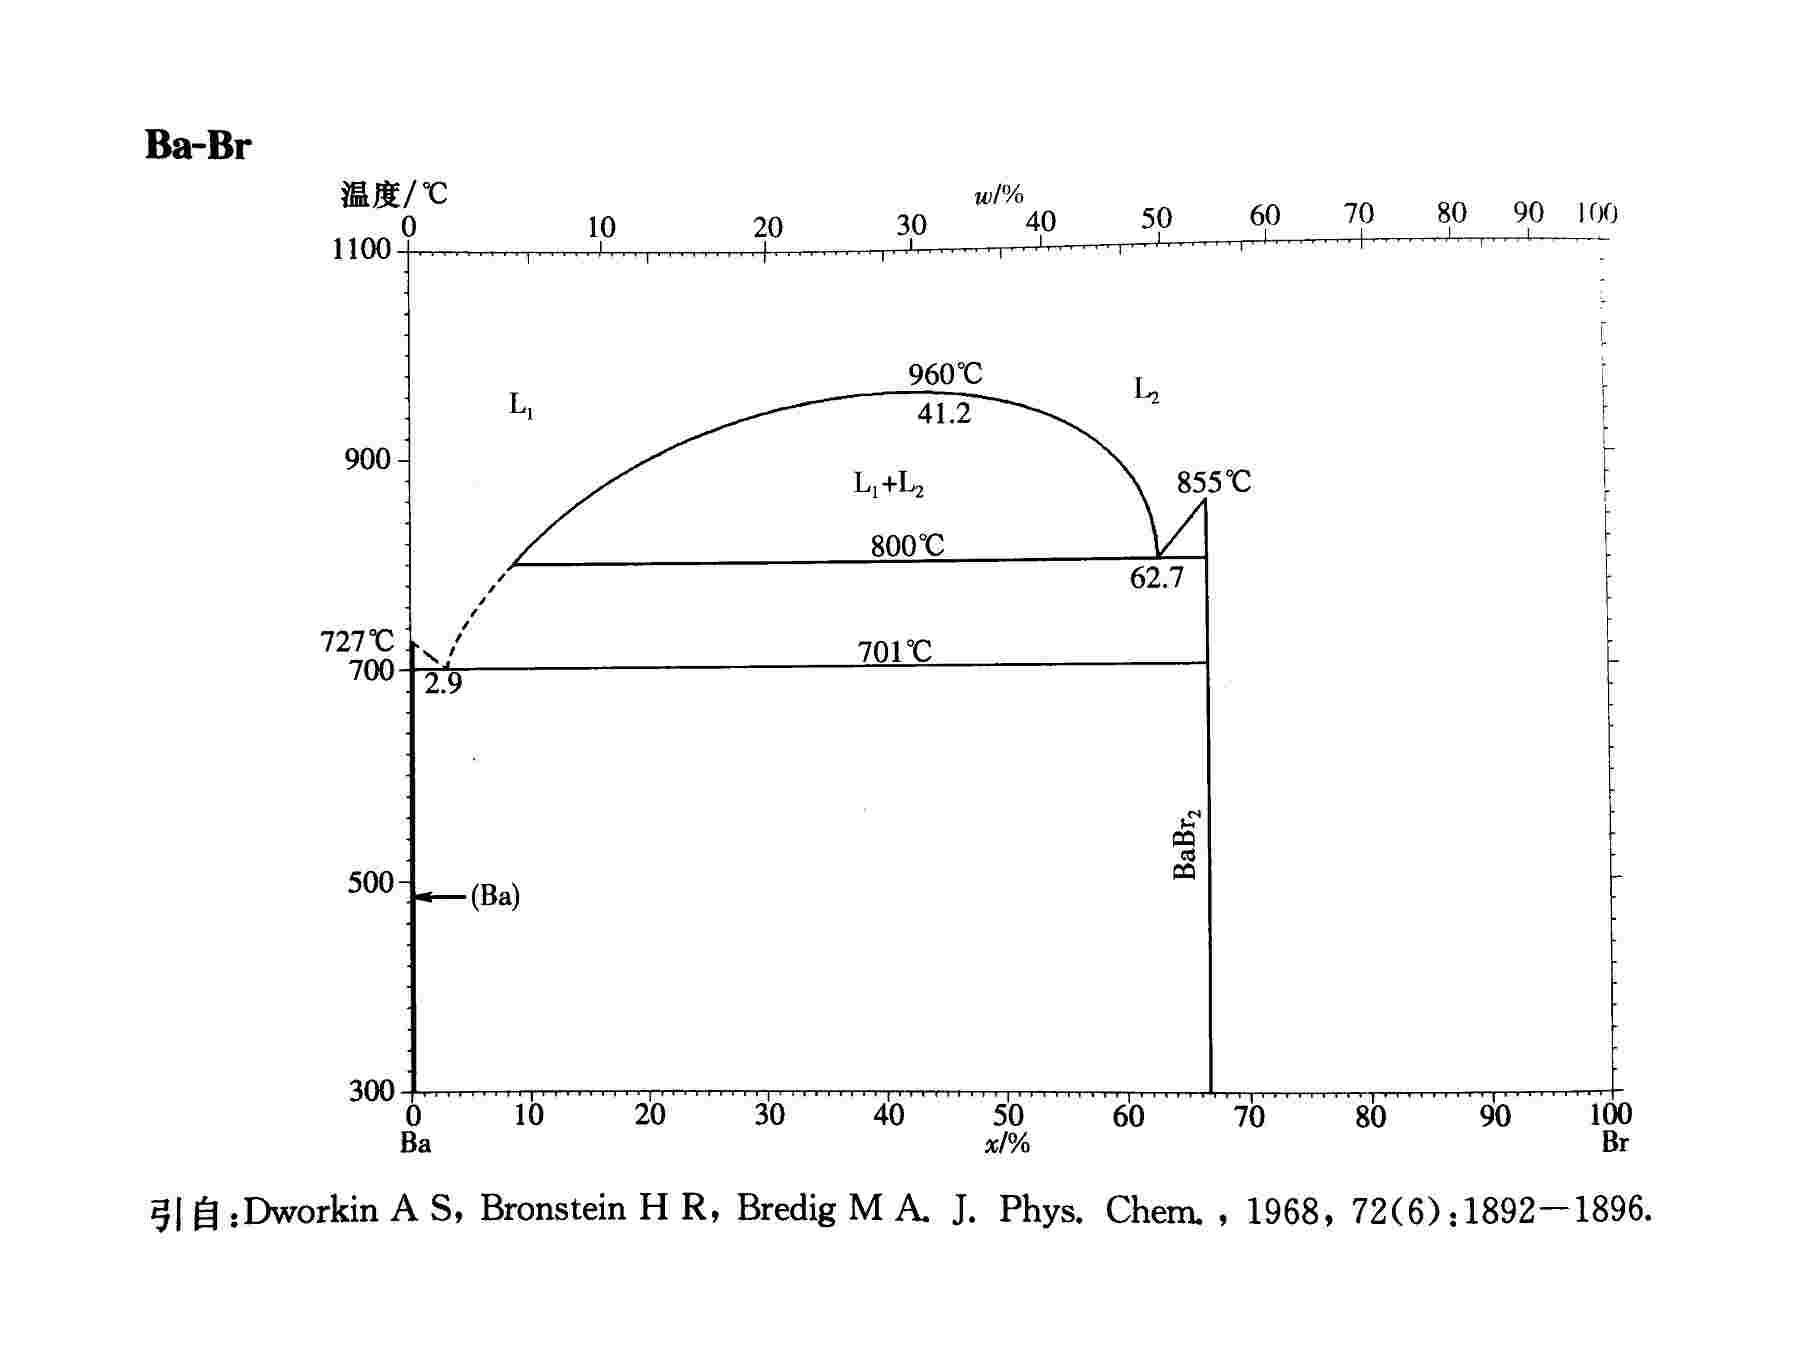 Ba-Br
温度/℃
w/%
0 10 20 30 40 50 60 70 80 90 100
1100
960℃
L₁
L₂
41.2
900
L₁+L₂
855℃
800℃
62.7
727℃
701℃
700
2.9
BaBr₂
500
(Ba)
300
0 10 20 30 40 50 60 70 80 90 100
Ba
x/%
Br
引自:Dworkin A S, Bronstein H R, Bredig M A. J. Phys. Chem., 1968, 72(6):1892—1896.